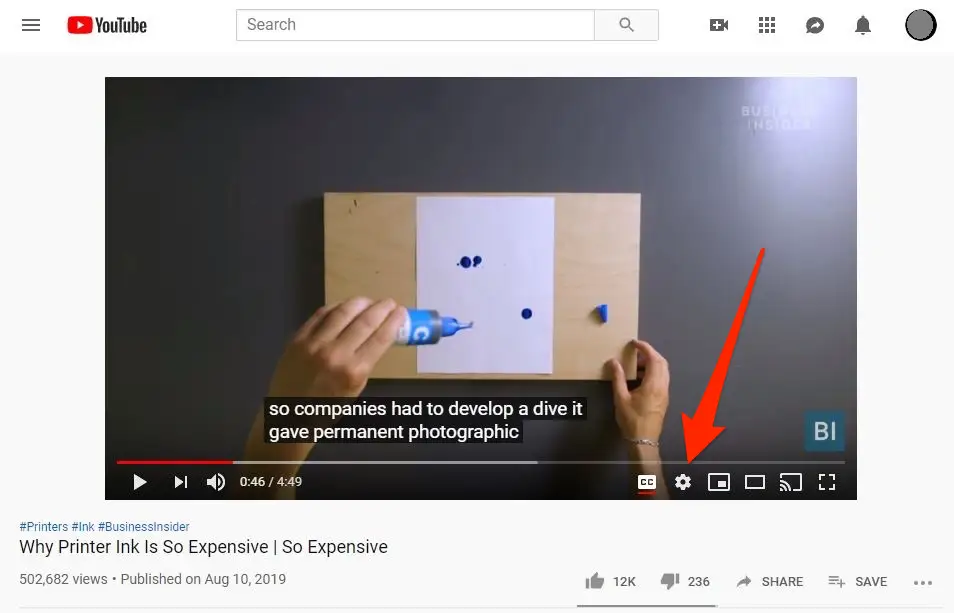 YouTube
Search
BUSINESS
INSIDER
C
so companies had to develop a dive it
gave permanent photographic
BI
0:46 / 4:49
CC
#Printers #Ink #BusinessInsider
Why Printer Ink Is So Expensive | So Expensive
502,682 views • Published on Aug 10, 2019
12K 236 SHARE SAVE